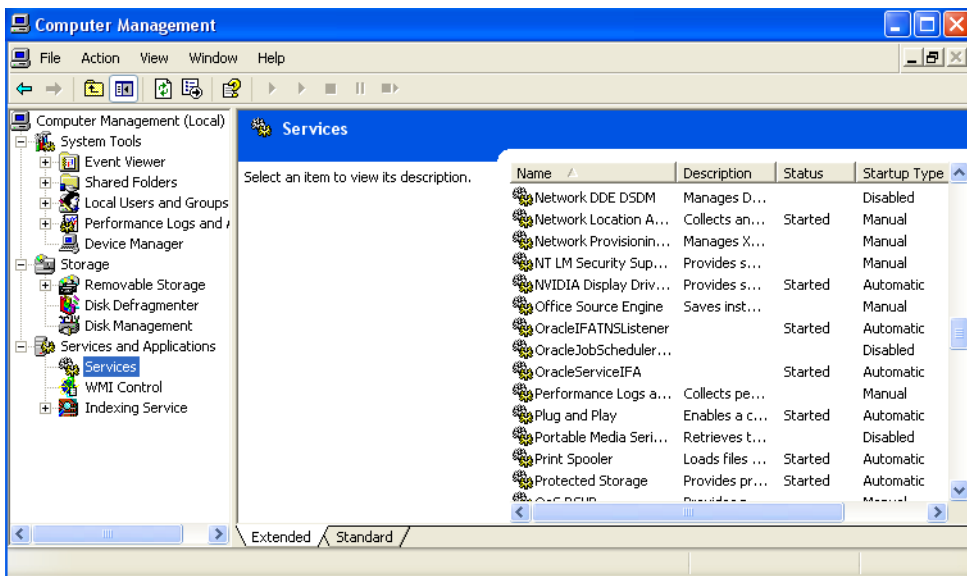 Computer Management
File Action View Window Help
Computer Management (Local)
System Tools
Event Viewer
Shared Folders
Local Users and Groups
Performance Logs and
Device Manager
Storage
Removable Storage
Disk Defragmenter
Disk Management
Services and Applications
Services
WMI Control
Indexing Service
Services
Select an item to view its description.
Name Description Status Startup Type
Network DDE DSDM Manages D... Disabled
Network Location A... Collects an... Started Manual
Network Provisionin... Manages X... Manual
NT LM Security Sup... Provides s... Manual
NVIDIA Display Driv... Provides s... Started Automatic
Office Source Engine Saves inst... Manual
OracleIFATNSListener Started Automatic
OracleJobScheduler... Disabled
OracleServiceIFA Started Automatic
Performance Logs a... Collects pe... Manual
Plug and Play Enables a c... Started Automatic
Portable Media Seri... Retrieves t... Disabled
Print Spooler Loads files ... Started Automatic
Protected Storage Provides pr... Started Automatic
Extended Standard